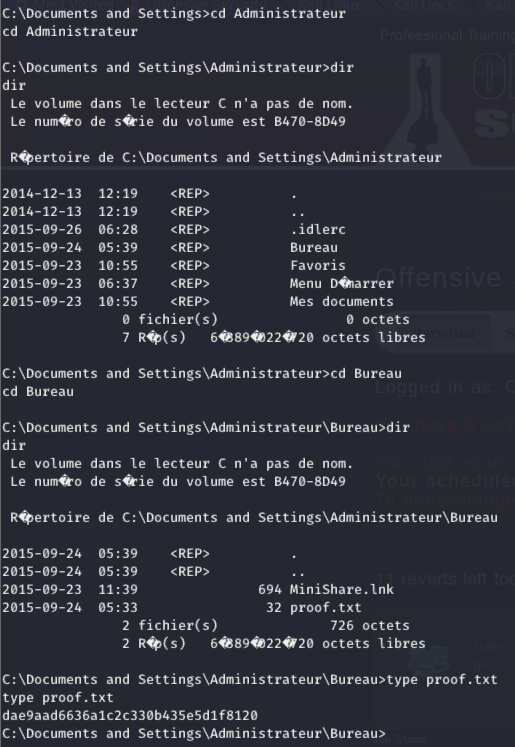 C:\Documents and Settings>cd Administrateur
cd Administrateur
C:\Documents and Settings\Administrateur>dir
dir
Le volume dans le lecteur C n'a pas de nom.
Le num�ro de s�rie du volume est B470-8D49
R�pertoire de C:\Documents and Settings\Administrateur
2014-12-13  12:19    <REP>          .
2014-12-13  12:19    <REP>          ..
2015-09-26  06:28    <REP>          .idlerc
2015-09-24  05:39    <REP>          Bureau
2015-09-23  10:55    <REP>          Favoris
2015-09-23  06:37    <REP>          Menu D�marrer
2015-09-23  10:55    <REP>          Mes documents
0 fichier(s)                0 octets
7 R�p(s)   6�889�022�720 octets libres
C:\Documents and Settings\Administrateur>cd Bureau
cd Bureau
C:\Documents and Settings\Administrateur\Bureau>dir
dir
Le volume dans le lecteur C n'a pas de nom.
Le num�ro de s�rie du volume est B470-8D49
R�pertoire de C:\Documents and Settings\Administrateur\Bureau
2015-09-24  05:39    <REP>          .
2015-09-24  05:39    <REP>          ..
2015-09-23  11:39               694 MiniShare.lnk
2015-09-24  05:33                32 proof.txt
2 fichier(s)              726 octets
2 R�p(s)   6�889�022�720 octets libres
C:\Documents and Settings\Administrateur\Bureau>type proof.txt
type proof.txt
dae9aad6636a1c2c330b435e5d1f8120
C:\Documents and Settings\Administrateur\Bureau>
Professional Training
Offensive
Logged in as:
11 reverts left